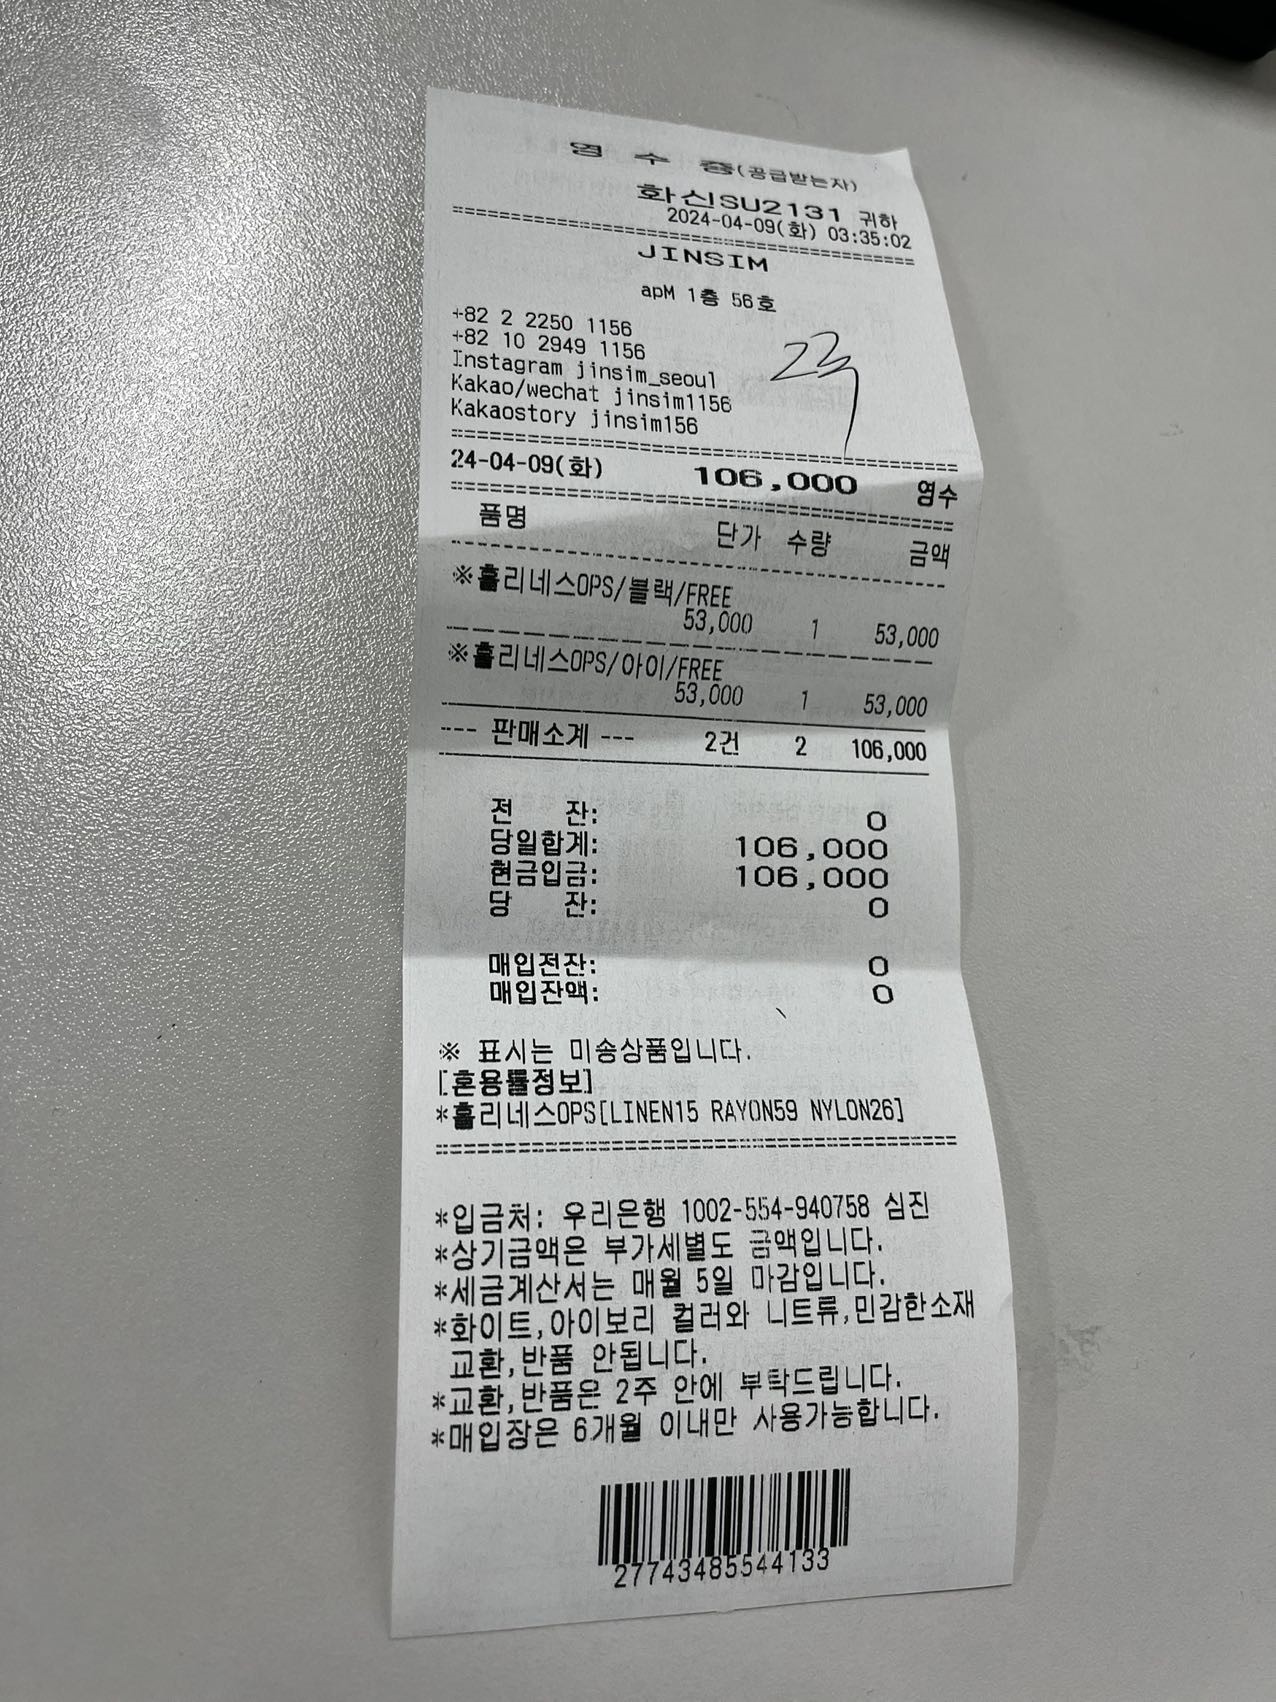 영 수 증(공급받는자)
화신SU2131 귀하
2024-04-09(화) 03:35:02
JINSIM
apM 1층 56호
+82 2 2250 1156
+82 10 2949 1156
Instagram jinsim_seoul
Kakao/wechat jinsim1156
Kakaostory jinsim156
24-04-09(화) 106,000 영수
품명 단가 수량 금액
※홀리네스OPS/블랙/FREE
53,000 1 53,000
※홀리네스OPS/아이/FREE
53,000 1 53,000
--- 판매소계 --- 2건 2 106,000
전 잔: 0
당일합계: 106,000
현금입금: 106,000
당 잔: 0
매입전잔: 0
매입잔액: 0
※ 표시는 미송상품입니다.
[혼용률정보]
*홀리네스OPS[LINEN15 RAYON59 NYLON26]
*입금처: 우리은행 1002-554-940758 심진
*상기금액은 부가세별도 금액입니다.
*세금계산서는 매월 5일 마감입니다.
*화이트,아이보리 컬러와 니트류,민감한소재
교환,반품 안됩니다.
*교환,반품은 2주 안에 부탁드립니다.
*매입장은 6개월 이내만 사용가능합니다.
27743485544133